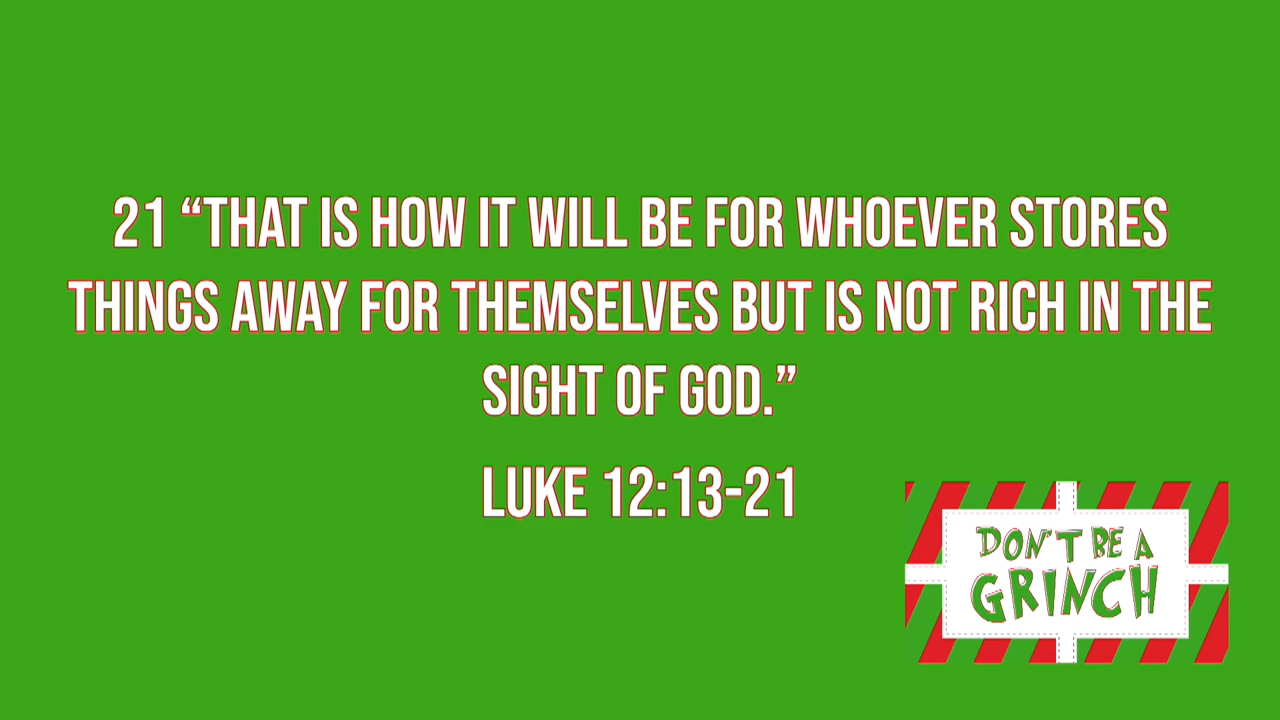 21 “THAT IS HOW IT WILL BE FOR WHOEVER STORES
THINGS AWAY FOR THEMSELVES BUT IS NOT RICH IN THE
SIGHT OF GOD.”
LUKE 12:13-21
DON'T BE A
GRINCH